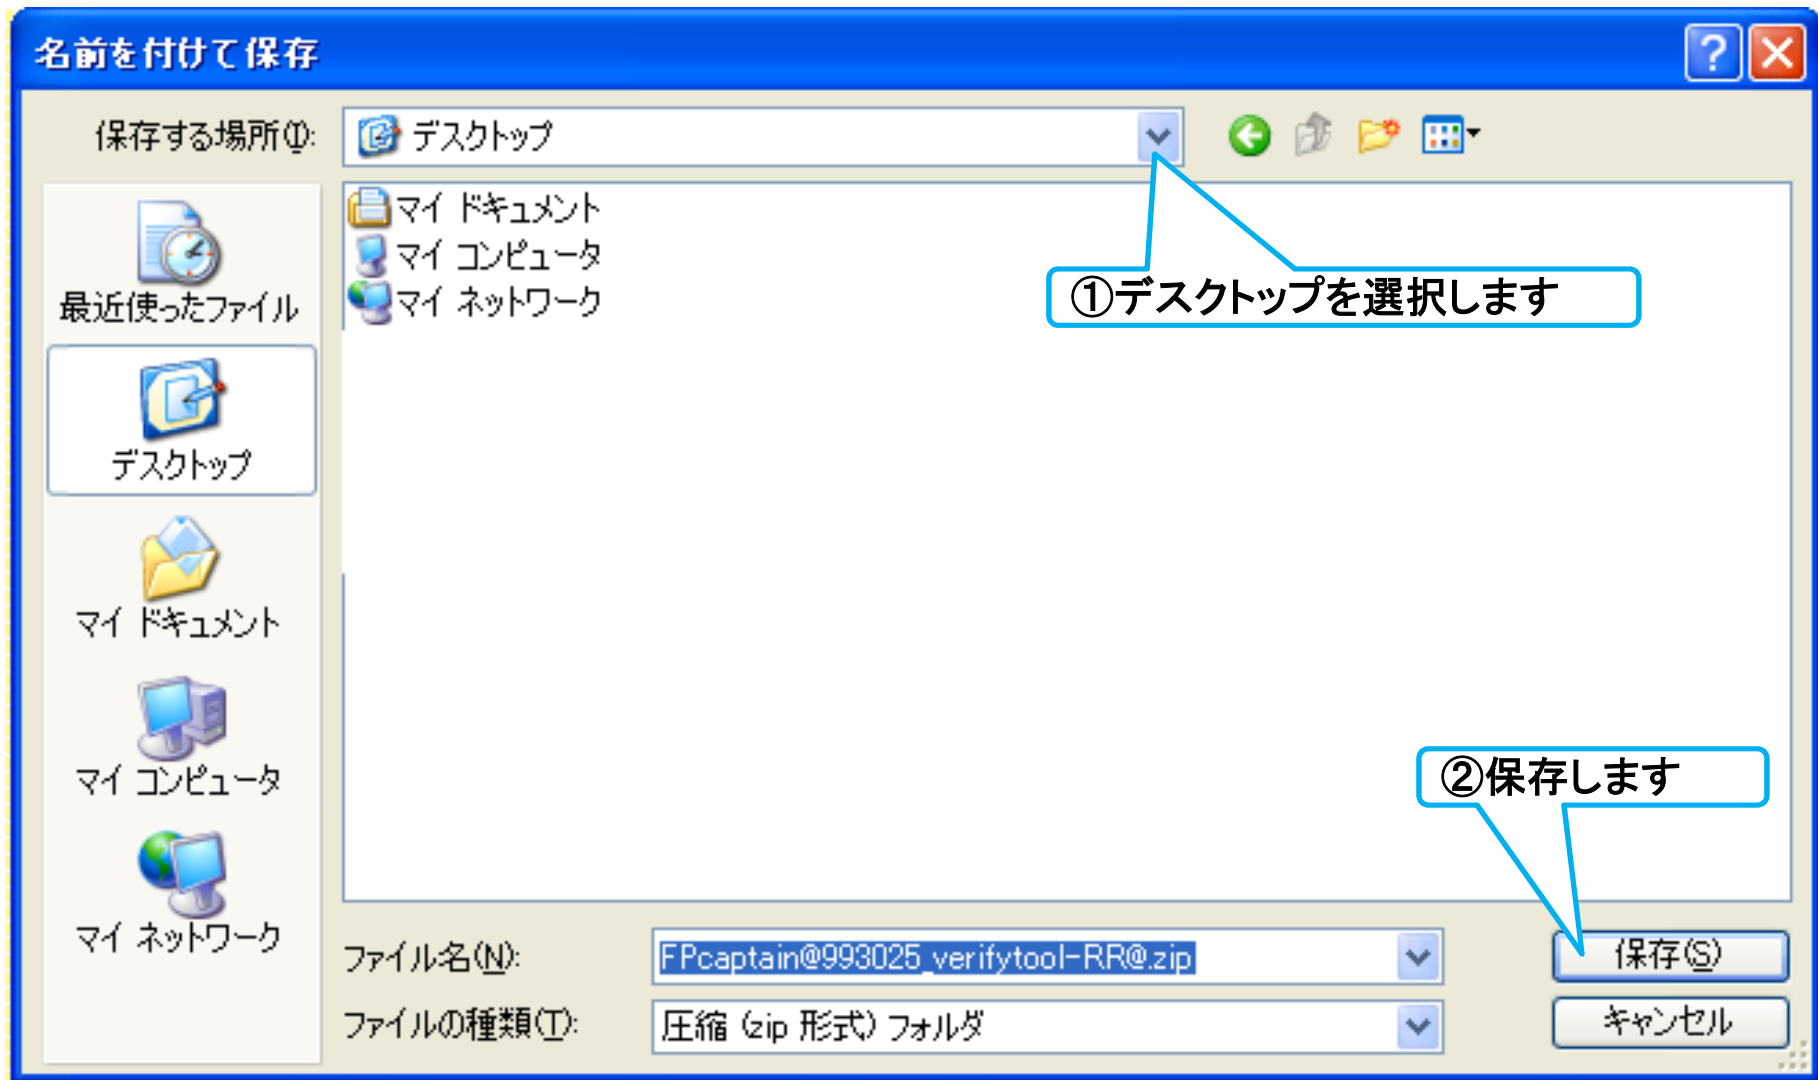 名前を付けて保存
保存する場所(I):
デスクトップ
最近使ったファイル
デスクトップ
マイ ドキュメント
マイ コンピュータ
マイ ネットワーク
マイ ドキュメント
マイ コンピュータ
マイ ネットワーク
①デスクトップを選択します
②保存します
ファイル名(N):
FPcaptain@993025_verifytool-RR@.zip
保存(S)
ファイルの種類(T):
圧縮 (zip 形式) フォルダ
キャンセル